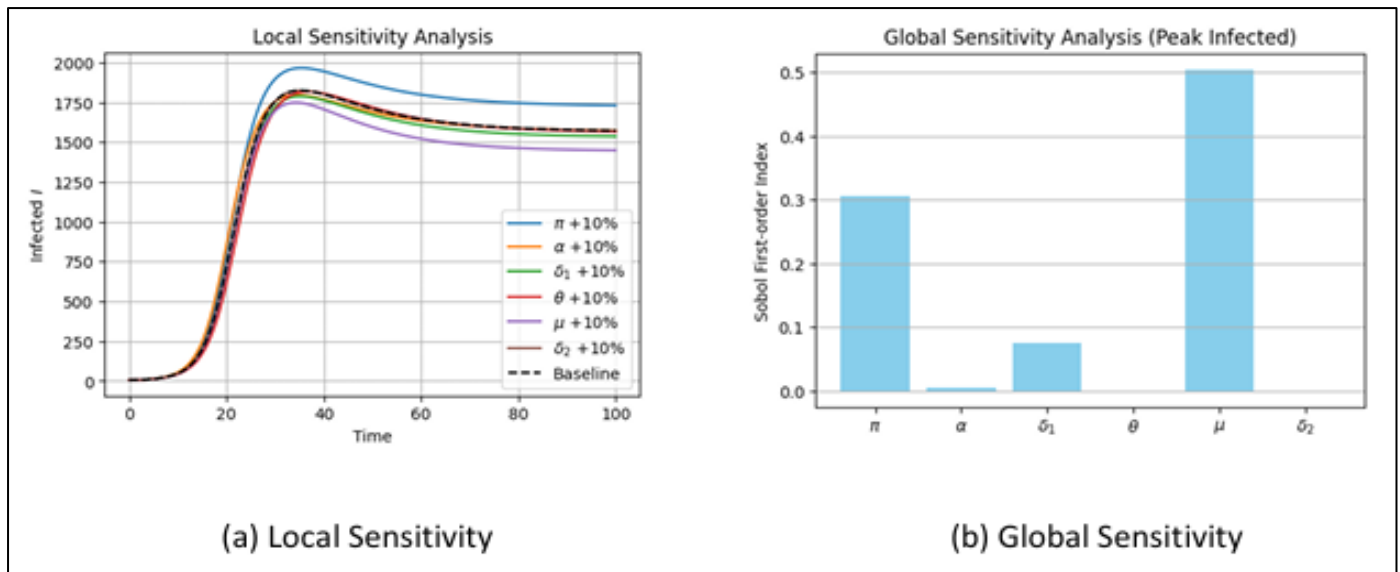 Local Sensitivity Analysis
2000
1750
1500
1250
1000
750
500
250
0
Infected I
0 20 40 60 80 100
Time
π +10%
α +10%
δ₁ +10%
θ +10%
μ +10%
δ₂ +10%
Baseline
(a) Local Sensitivity
Global Sensitivity Analysis (Peak Infected)
0.5
0.4
0.3
0.2
0.1
0.0
Sobol First-order Index
π α δ₁ θ μ δ₂
(b) Global Sensitivity